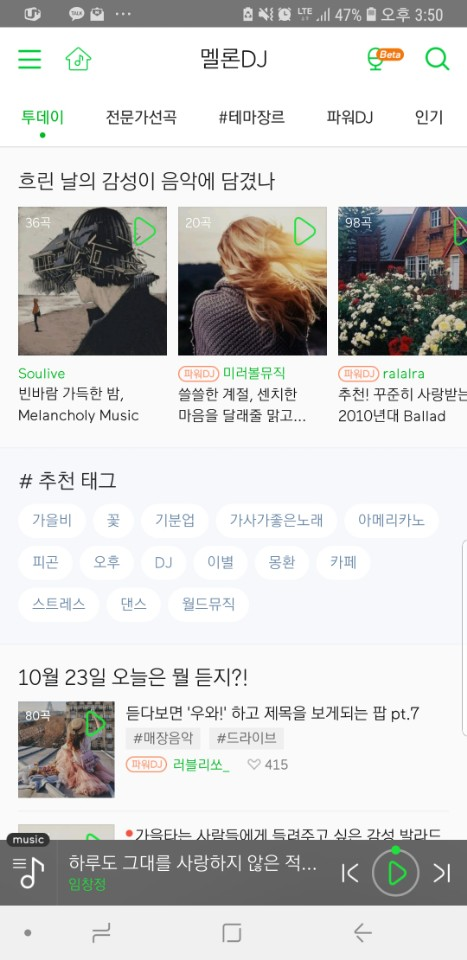 LTE 47% 오후 3:50
멜론DJ
Beta
투데이 전문가선곡 #테마장르 파워DJ 인기
흐린 날의 감성이 음악에 담겼나
36곡 20곡 98곡
Soulive
빈바람 가득한 밤,
Melancholy Music
파워DJ 미러볼뮤직
쓸쓸한 계절, 센치한
마음을 달래줄 맑고...
파워DJ ralalra
추천! 꾸준히 사랑받는
2010년대 Ballad
# 추천 태그
가을비 꽃 기분업 가사가좋은노래 아메리카노
피곤 오후 DJ 이별 몽환 카페
스트레스 댄스 월드뮤직
10월 23일 오늘은 뭘 듣지?!
80곡
듣다보면 '우와!' 하고 제목을 보게되는 팝 pt.7
#매장음악 #드라이브
파워DJ 러블리쏘_ 415
가을타는 사람들에게 들려주고 싶은 감성 발라드
music
하루도 그대를 사랑하지 않은 적...
임창정